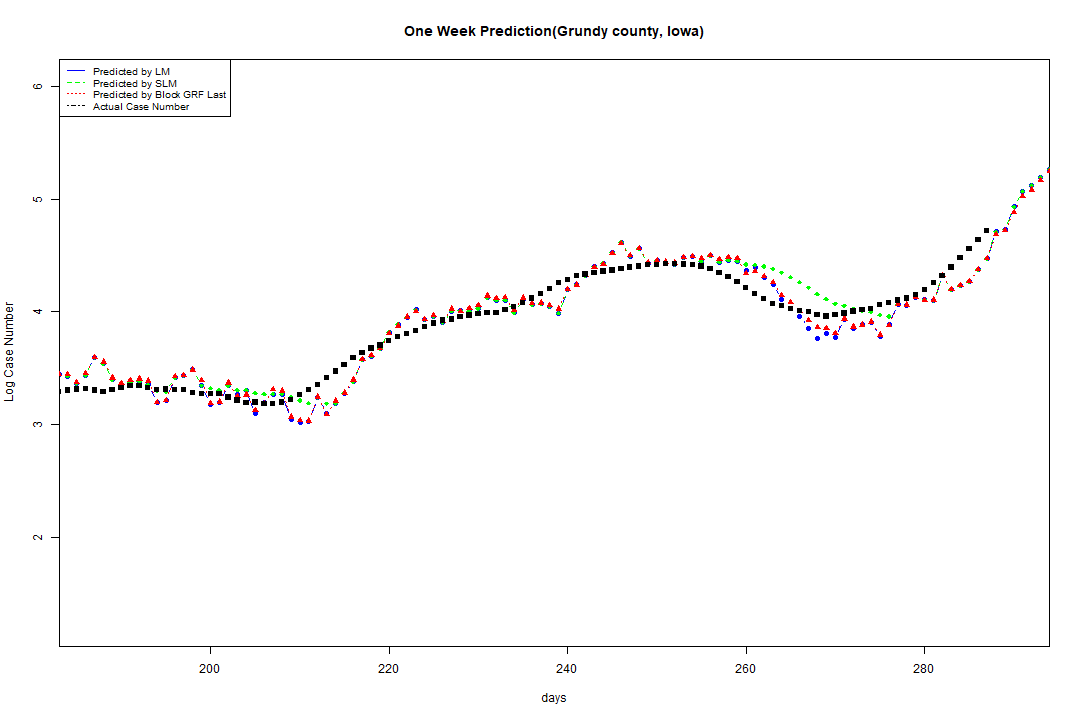 One Week Prediction(Grundy county, Iowa)
Predicted by LM
Predicted by SLM
Predicted by Block GRF Last
Actual Case Number
6
5
4
3
2
Log Case Number
200 220 240 260 280
days